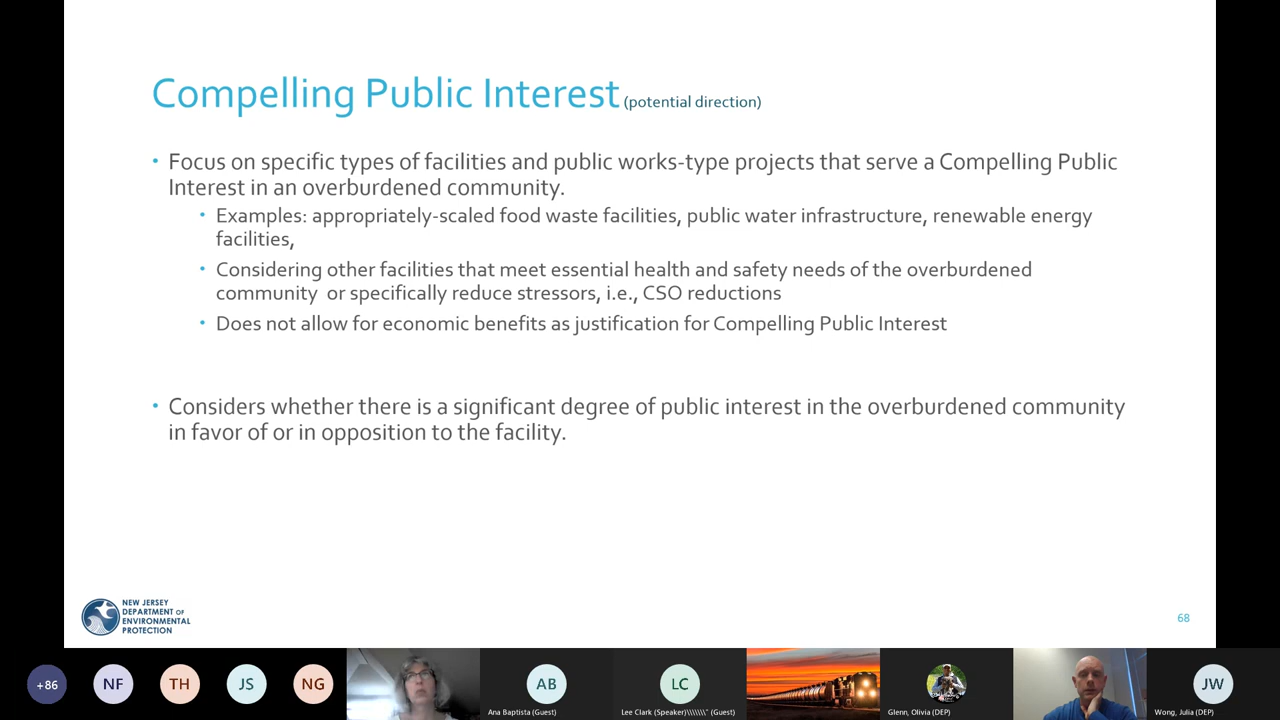 Compelling Public Interest (potential direction)
• Focus on specific types of facilities and public works-type projects that serve a Compelling Public
Interest in an overburdened community.
• Examples: appropriately-scaled food waste facilities, public water infrastructure, renewable energy
facilities,
• Considering other facilities that meet essential health and safety needs of the overburdened
community  or specifically reduce stressors, i.e., CSO reductions
• Does not allow for economic benefits as justification for Compelling Public Interest
• Considers whether there is a significant degree of public interest in the overburdened community
in favor of or in opposition to the facility.
NEW JERSEY
DEPARTMENT OF
ENVIRONMENTAL
PROTECTION
68
+86
NF
TH
JS
NG
AB
Ana Baptista (Guest)
LC
Lee Clark (Speaker)\\\\\\\" (Guest)
Glenn, Olivia (DEP)
JW
Wong, Julia (DEP)